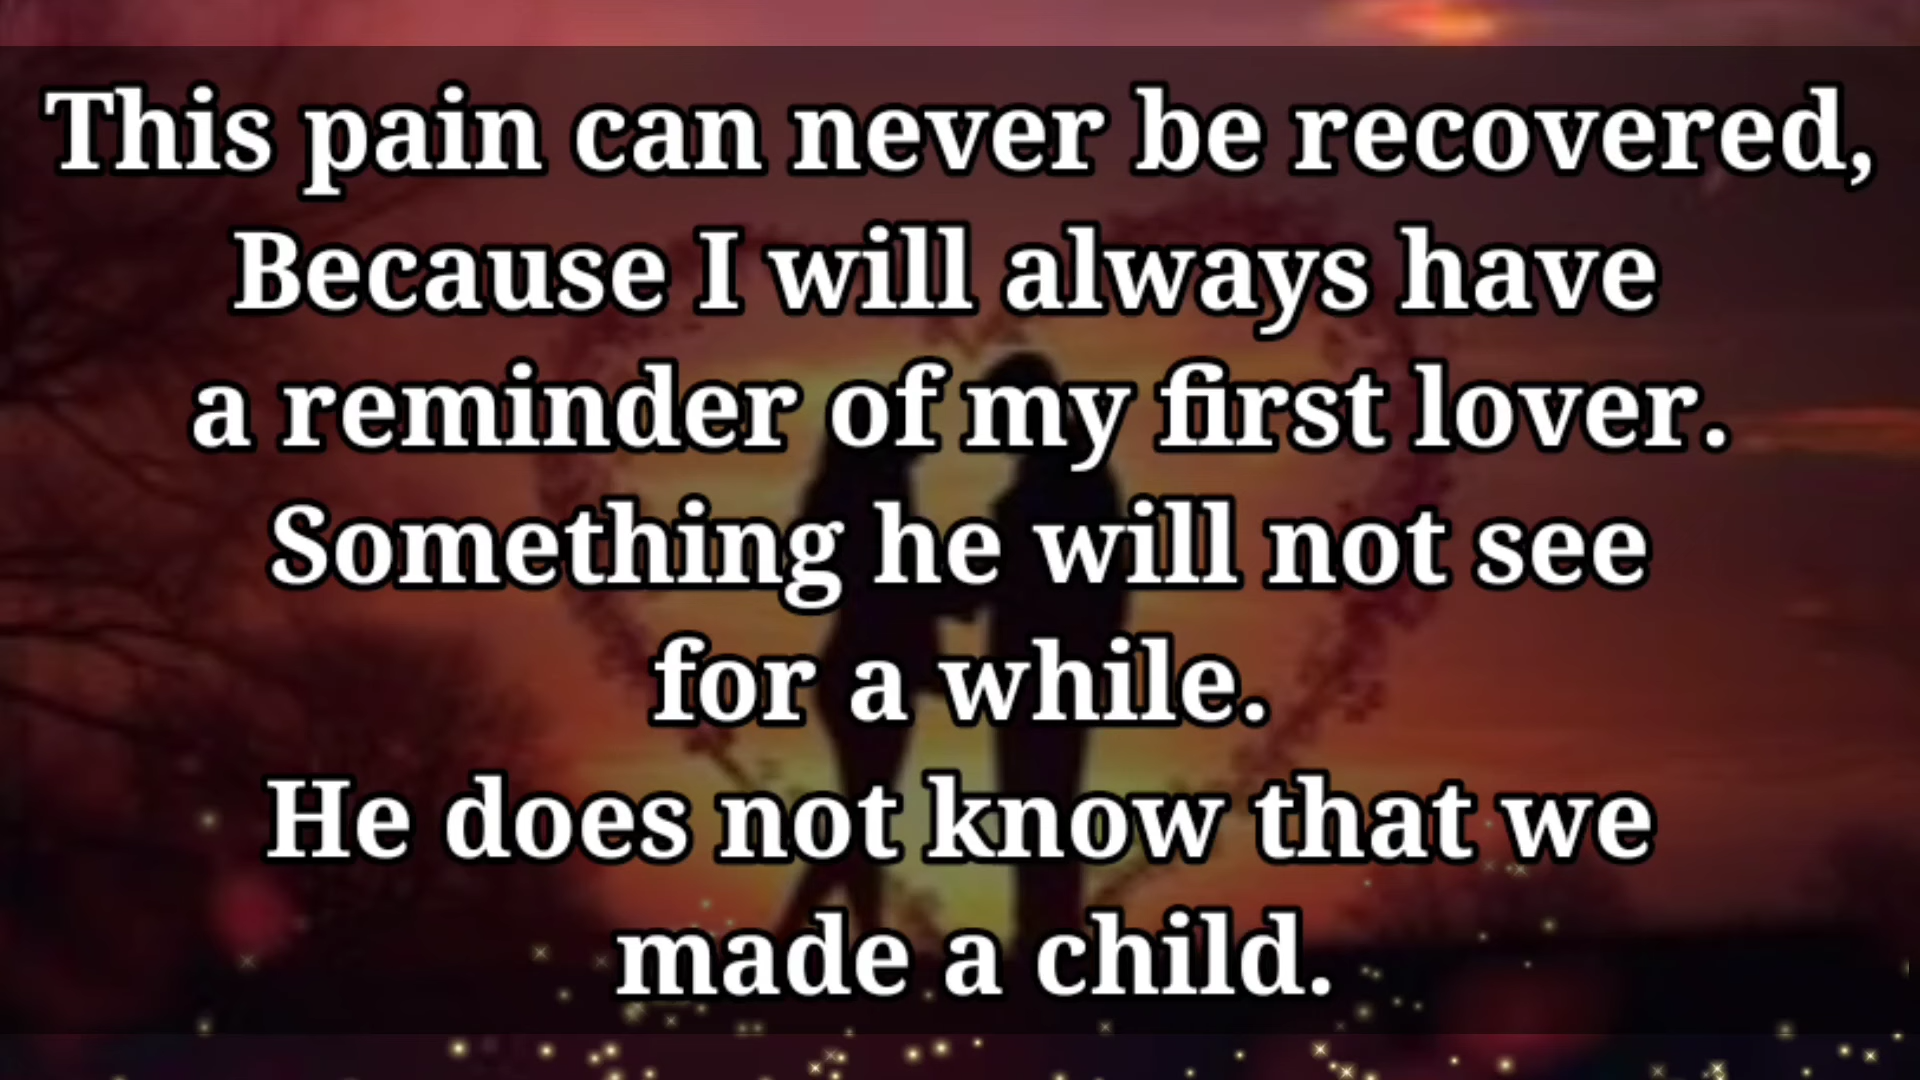 This pain can never be recovered,
Because I will always have
a reminder of my first lover.
Something he will not see
for a while.
He does not know that we
made a child.